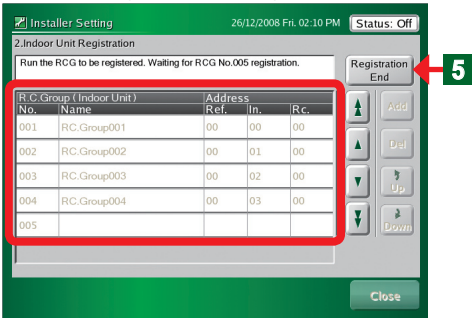 Installer Setting 26/12/2008 Fri. 02:10 PM Status: Off
2.Indoor Unit Registration
Run the RCG to be registered. Waiting for RCG No.005 registration.
Registration
End
5
R.C.Group ( Indoor Unit ) Address
No. Name Ref. In. Rc.
001 RC.Group001 00 00 00
Add
002 RC.Group002 00 01 00
Del
003 RC.Group003 00 02 00
Up
004 RC.Group004 00 03 00
005
Down
Close